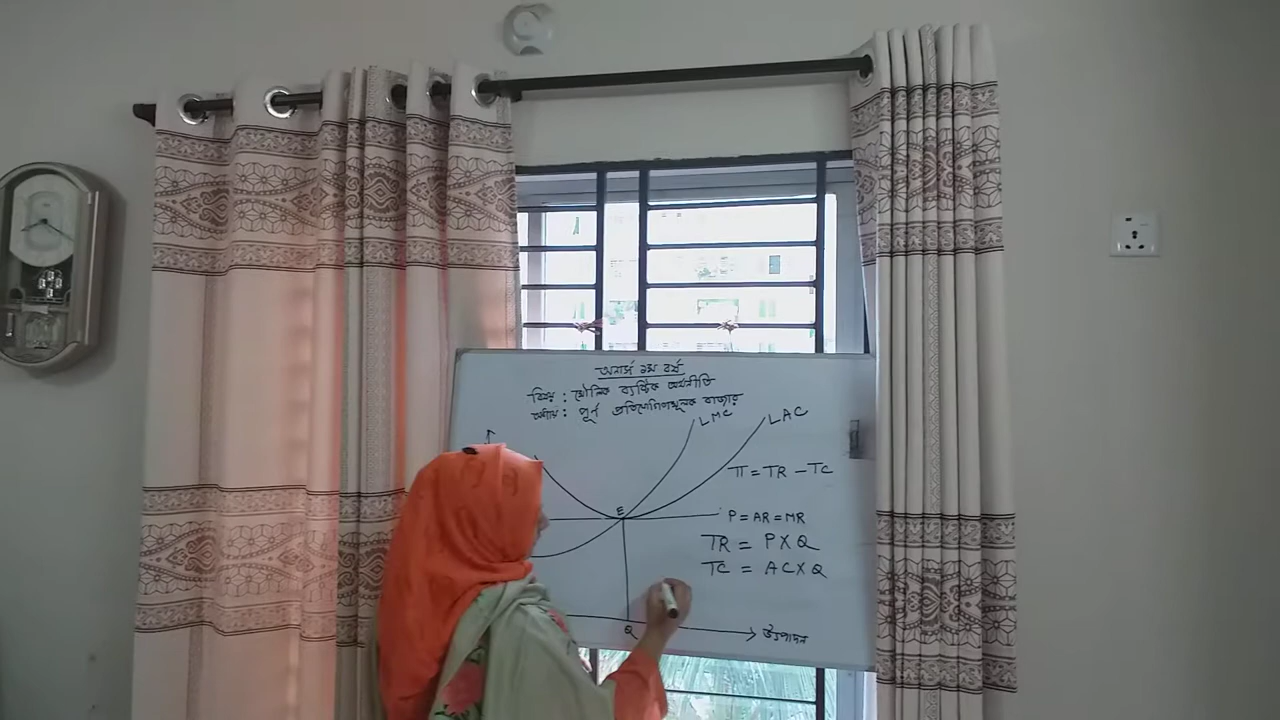 অনার্স ১ম বর্ষ
বিষয় : মৌলিক ব্যষ্টিক অর্থনীতি
অধ্যায় : পূর্ন প্রতিযোগিতামূলক বাজার
LMC
LAC
π = TR – TC
E
P = AR = MR
TR = P X Q
TC = AC X Q
Q
উৎপাদন